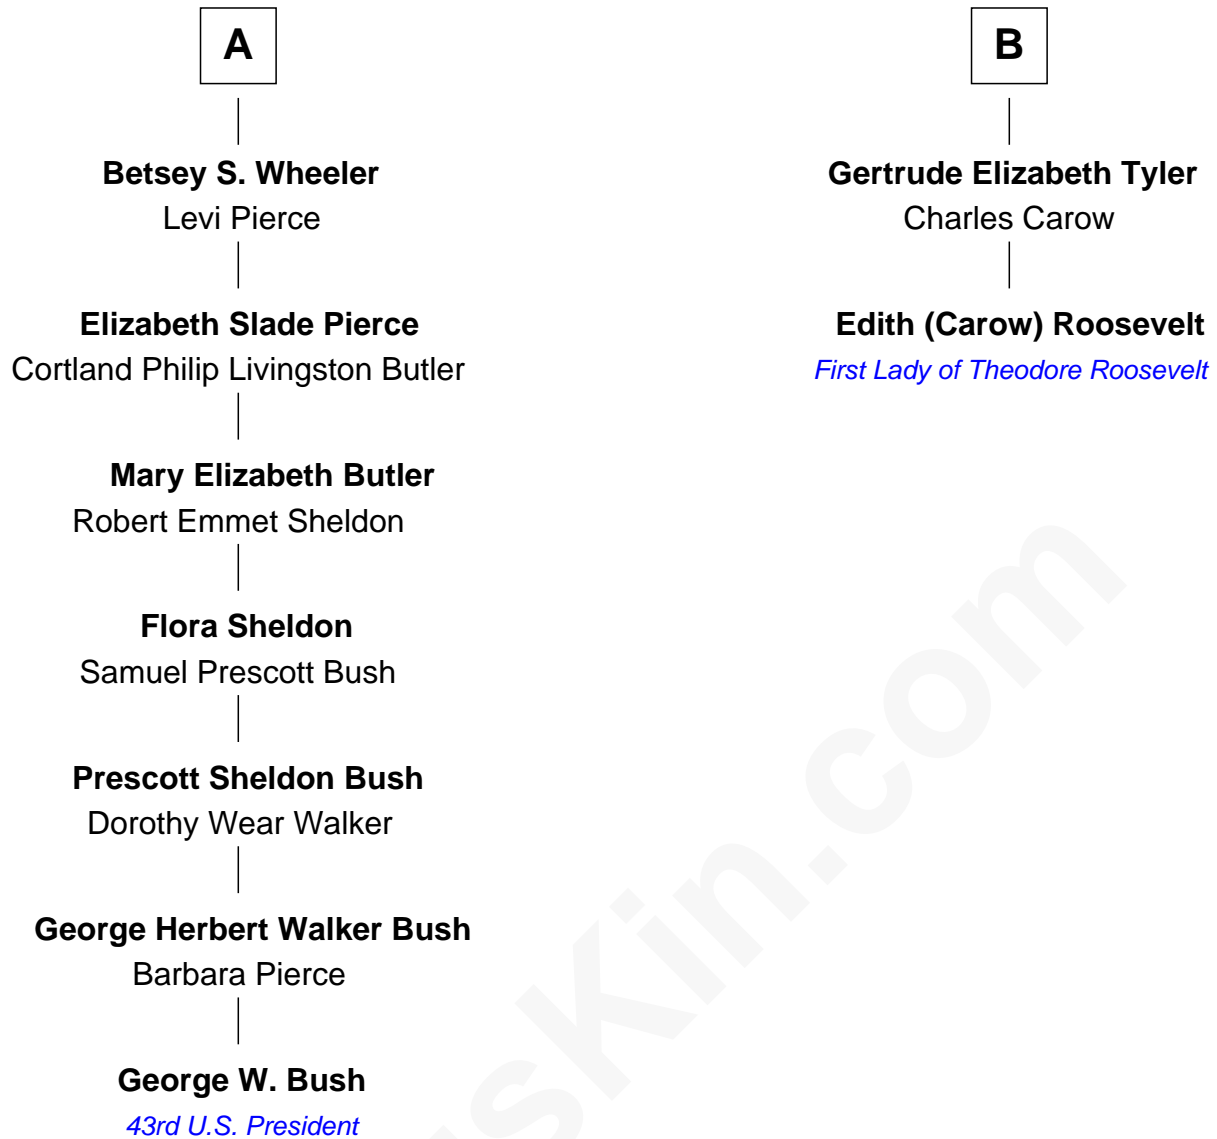 A
Betsey S. Wheeler
Levi Pierce
Elizabeth Slade Pierce
Cortland Philip Livingston Butler
Mary Elizabeth Butler
Robert Emmet Sheldon
Flora Sheldon
Samuel Prescott Bush
Prescott Sheldon Bush
Dorothy Wear Walker
George Herbert Walker Bush
Barbara Pierce
George W. Bush
43rd U.S. President
B
Gertrude Elizabeth Tyler
Charles Carow
Edith (Carow) Roosevelt
First Lady of Theodore Roosevelt